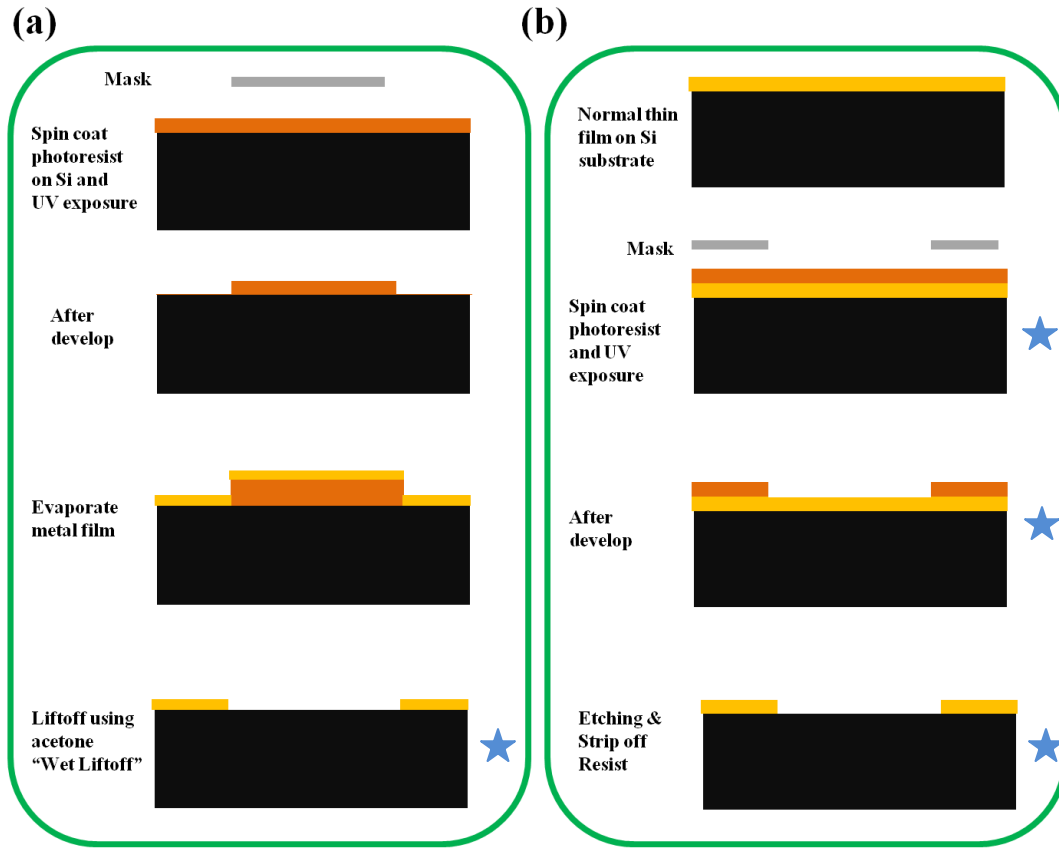 (a)
Mask
Spin coat
photoresist
on Si and
UV exposure
After
develop
Evaporate
metal film
Liftoff using
acetone
“Wet Liftoff”
(b)
Normal thin
film on Si
substrate
Mask
Spin coat
photoresist
and UV
exposure
After
develop
Etching &
Strip off
Resist